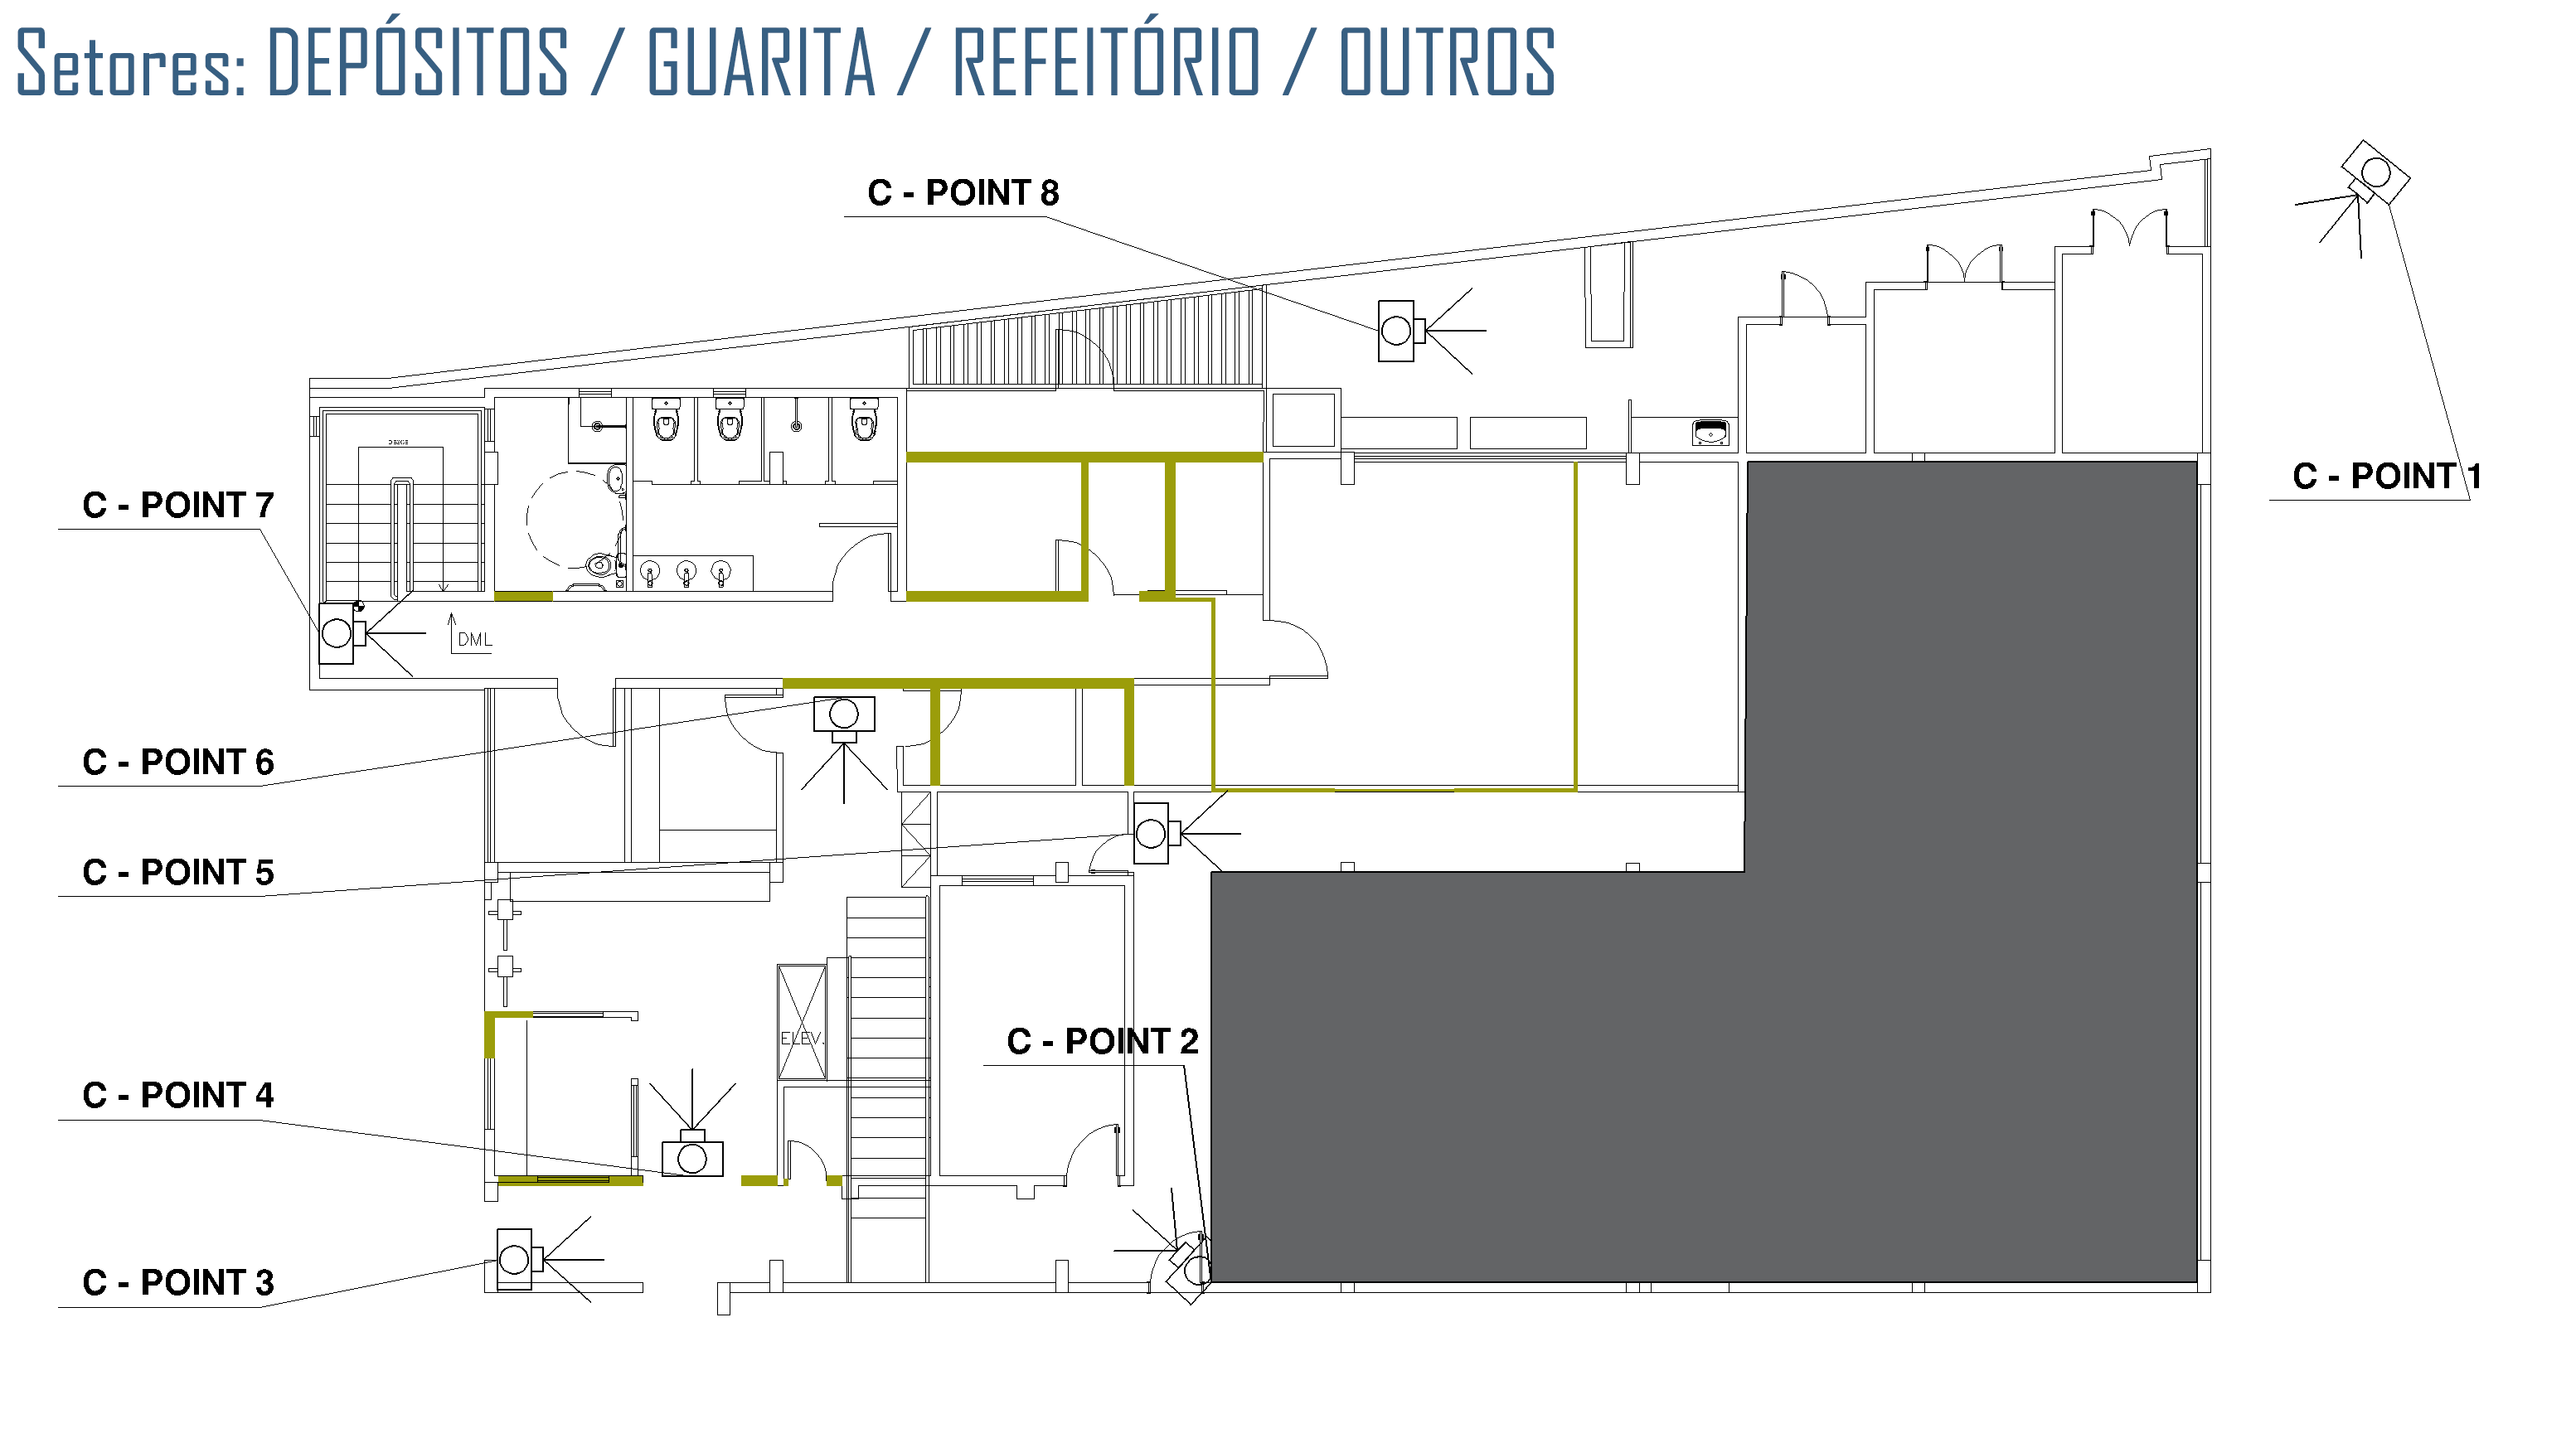 Setores: DEPÓSITOS / GUARITA / REFEITÓRIO / OUTROS
C - POINT 8
C - POINT 1
C - POINT 7
DML
C - POINT 6
C - POINT 5
C - POINT 2
ELEV.
C - POINT 4
C - POINT 3